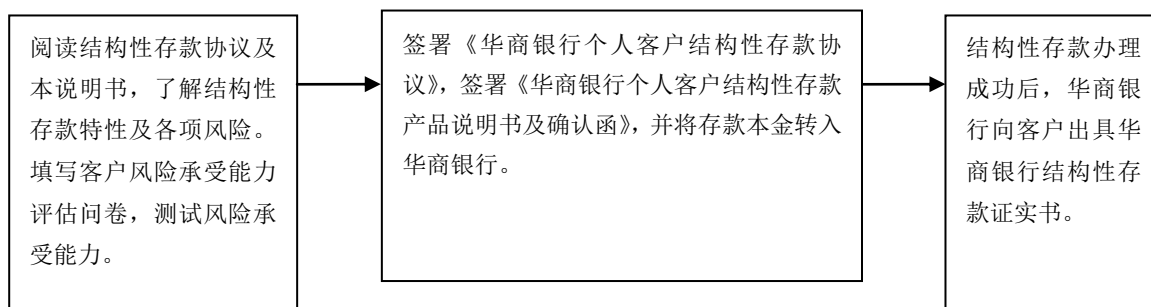 阅读结构性存款协议及
本说明书，了解结构性
存款特性及各项风险。
填写客户风险承受能力
评估问卷，测试风险承
受能力。
签署《华商银行个人客户结构性存款协
议》，签署《华商银行个人客户结构性存款
产品说明书及确认函》，并将存款本金转入
华商银行。
结构性存款办理
成功后，华商银
行向客户出具华
商银行结构性存
款证实书。